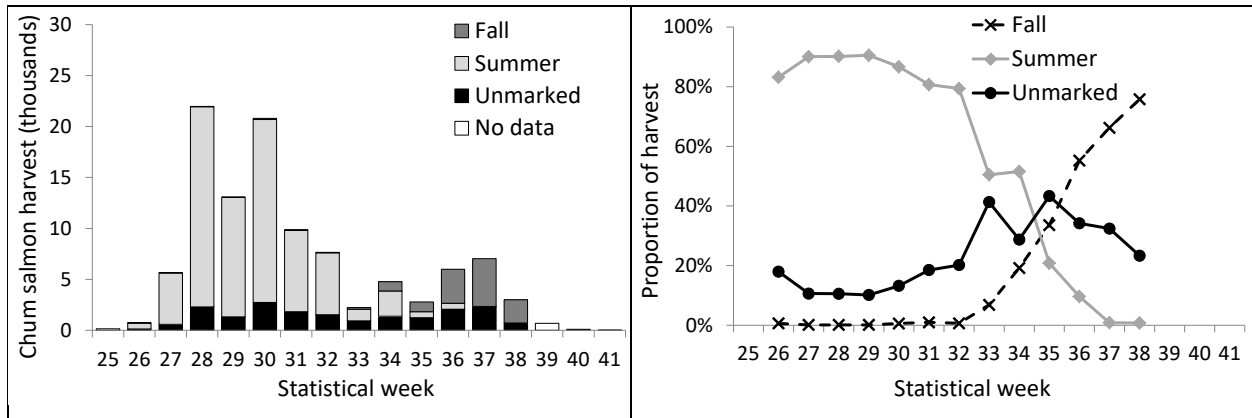 30
25
20
15
10
5
0
Chum salmon harvest (thousands)
Fall
Summer
Unmarked
No data
25 26 27 28 29 30 31 32 33 34 35 36 37 38 39 40 41
Statistical week
100%
80%
60%
40%
20%
0%
Proportion of harvest
Fall
Summer
Unmarked
25 26 27 28 29 30 31 32 33 34 35 36 37 38 39 40 41
Statistical week